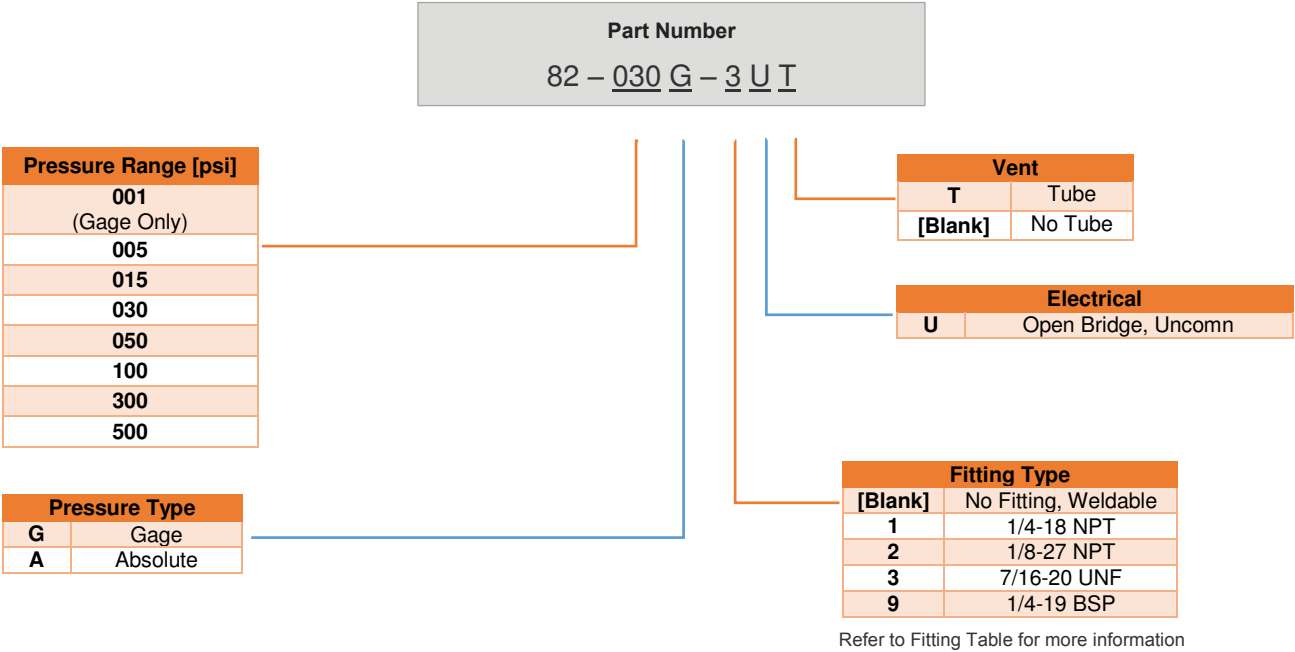 Part Number
82 – 030 G – 3 U T
Pressure Range [psi]
001
(Gage Only)
005
015
030
050
100
300
500
Pressure Type
G Gage
A Absolute
Vent
T Tube
[Blank] No Tube
Electrical
U Open Bridge, Uncomn
Fitting Type
[Blank] No Fitting, Weldable
1 1/4-18 NPT
2 1/8-27 NPT
3 7/16-20 UNF
9 1/4-19 BSP
Refer to Fitting Table for more information